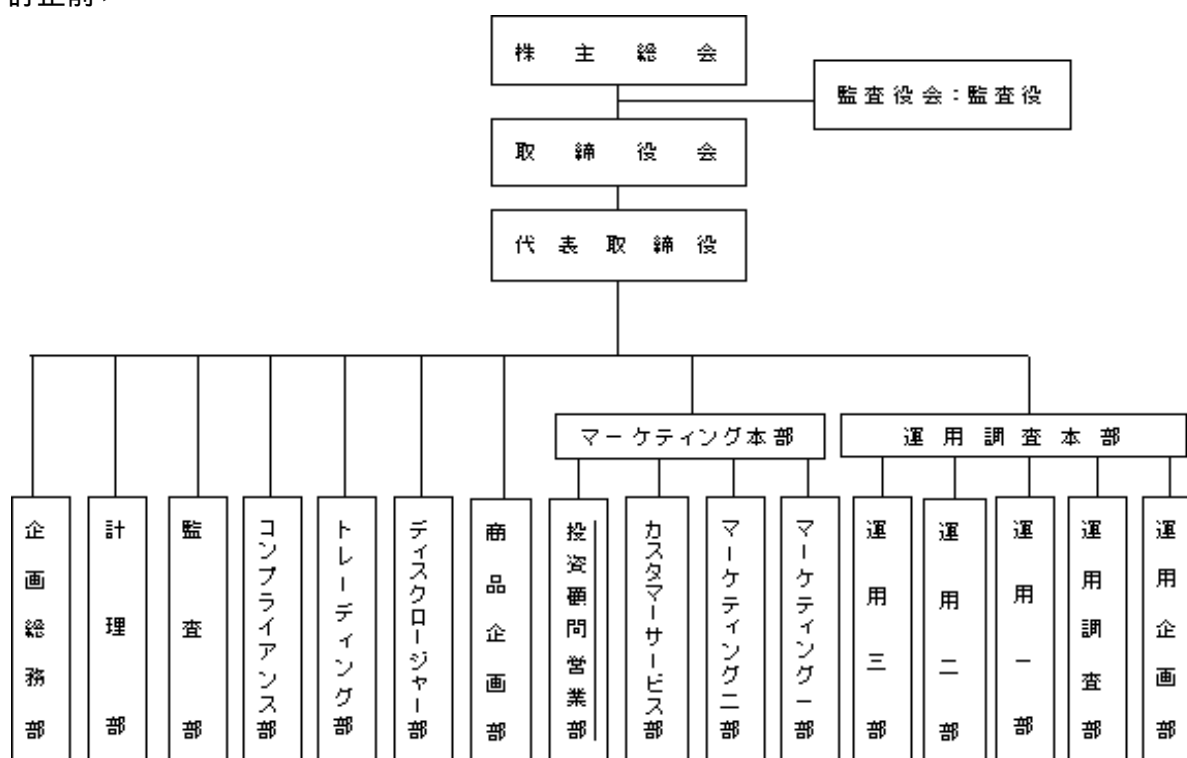 訂正前
株主総会
監査役会：監査役
取締役会
代表取締役
マーケティング本部
運用調査本部
企画総務部
計理部
監査部
コンプライアンス部
トレーディング部
ディスクロージャー部
商品企画部
投資顧問営業部
カスタマーサービス部
マーケティング二部
マーケティング一部
運用三部
運用二部
運用一部
運用調査部
運用企画部